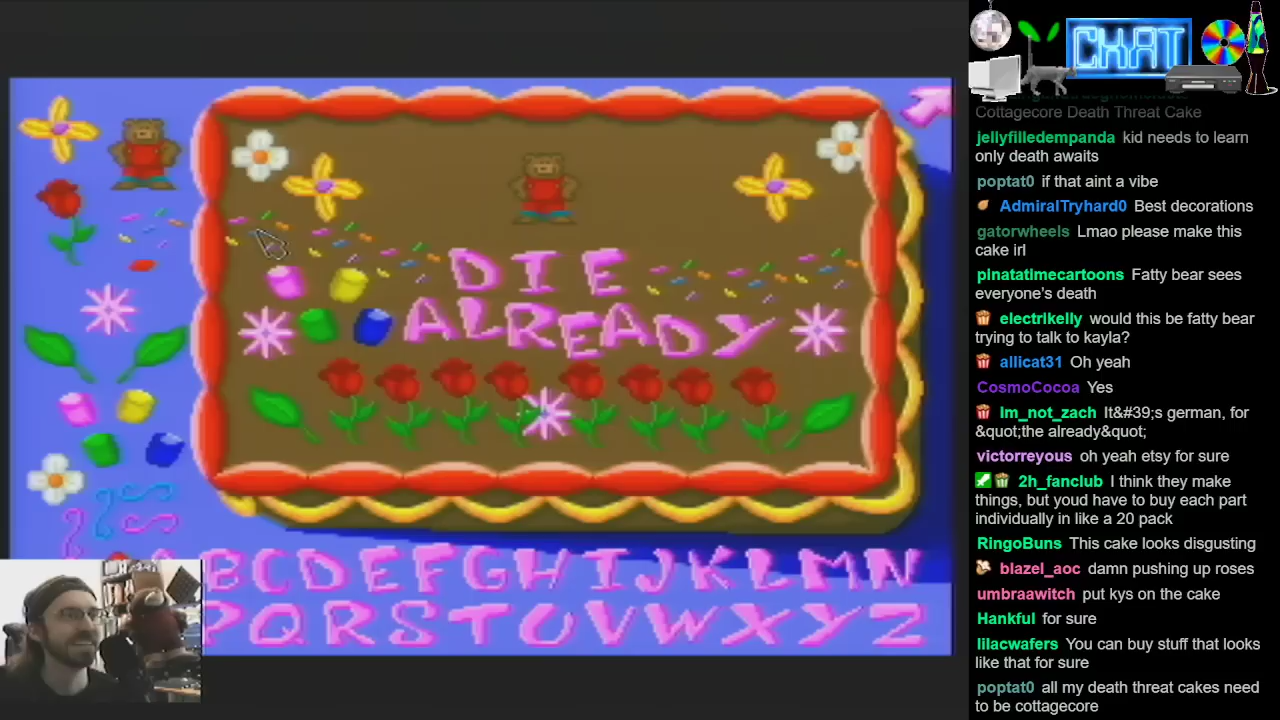 DIE
ALREADY
BCDEFGHIJKLMN
PQRSTUVWXYZ
CHAT
Cottagecore Death Threat Cake
jellyfilledempanda kid needs to learn
only death awaits
poptat0 if that aint a vibe
AdmiralTryhard0 Best decorations
gatorwheels Lmao please make this
cake irl
pinatatimecartoons Fatty bear sees
everyone's death
electrikelly would this be fatty bear
trying to talk to kayla?
allicat31 Oh yeah
CosmoCocoa Yes
Im_not_zach It&#39;s german, for
&quot;the already&quot;
victorreyous oh yeah etsy for sure
2h_fanclub I think they make
things, but youd have to buy each part
individually in like a 20 pack
RingoBuns This cake looks disgusting
blazel_aoc damn pushing up roses
umbraawitch put kys on the cake
Hankful for sure
lilacwafers You can buy stuff that looks
like that for sure
poptat0 all my death threat cakes need
to be cottagecore